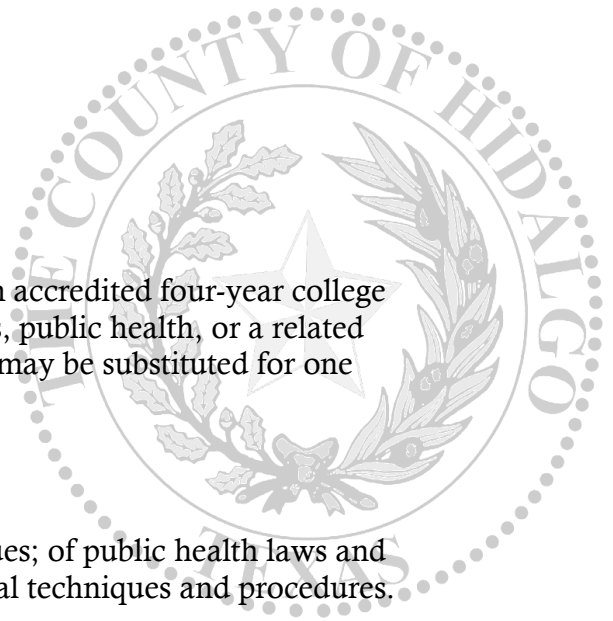 THE COUNTY OF HIDALGO
n accredited four-year college
s, public health, or a related
may be substituted for one
ues; of public health laws and
al techniques and procedures.
TEXAS